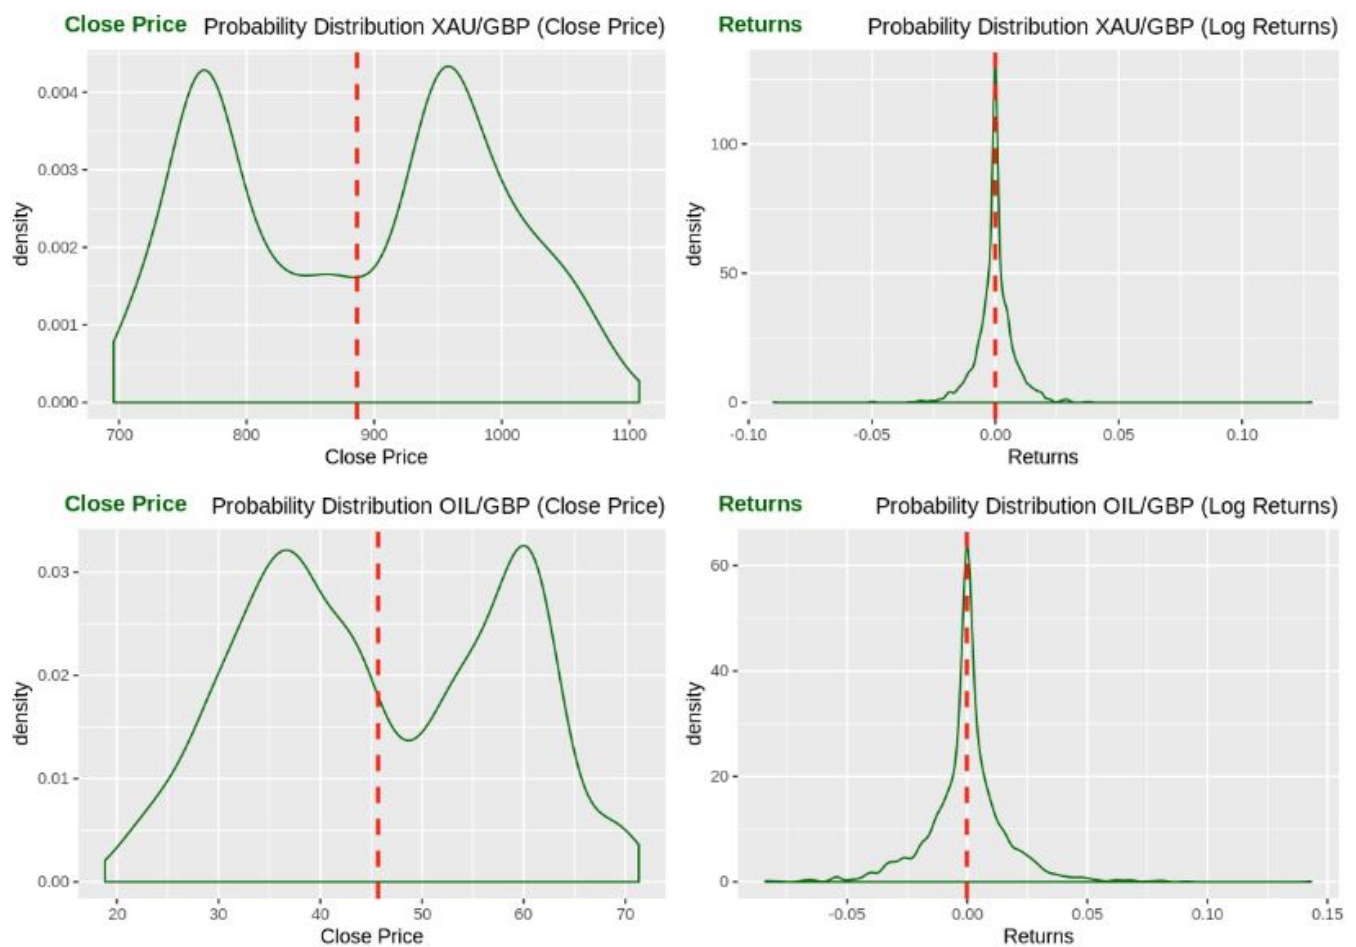 Close Price Probability Distribution XAU/GBP (Close Price)
density
0.004
0.003
0.002
0.001
0.000
700 800 900 1000 1100
Close Price
Returns Probability Distribution XAU/GBP (Log Returns)
density
100
50
0
-0.10 -0.05 0.00 0.05 0.10
Returns
Close Price Probability Distribution OIL/GBP (Close Price)
density
0.03
0.02
0.01
0.00
20 30 40 50 60 70
Close Price
Returns Probability Distribution OIL/GBP (Log Returns)
density
60
40
20
0
-0.05 0.00 0.05 0.10 0.15
Returns